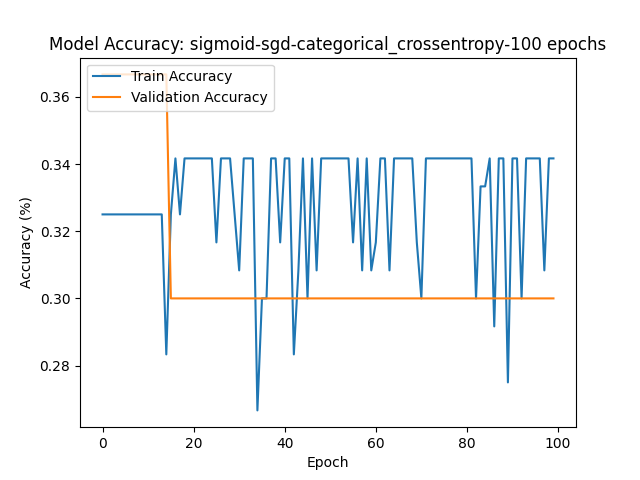 Model Accuracy: sigmoid-sgd-categorical_crossentropy-100 epochs
Train Accuracy
Validation Accuracy
Accuracy (%)
0.36
0.34
0.32
0.30
0.28
0 20 40 60 80 100
Epoch